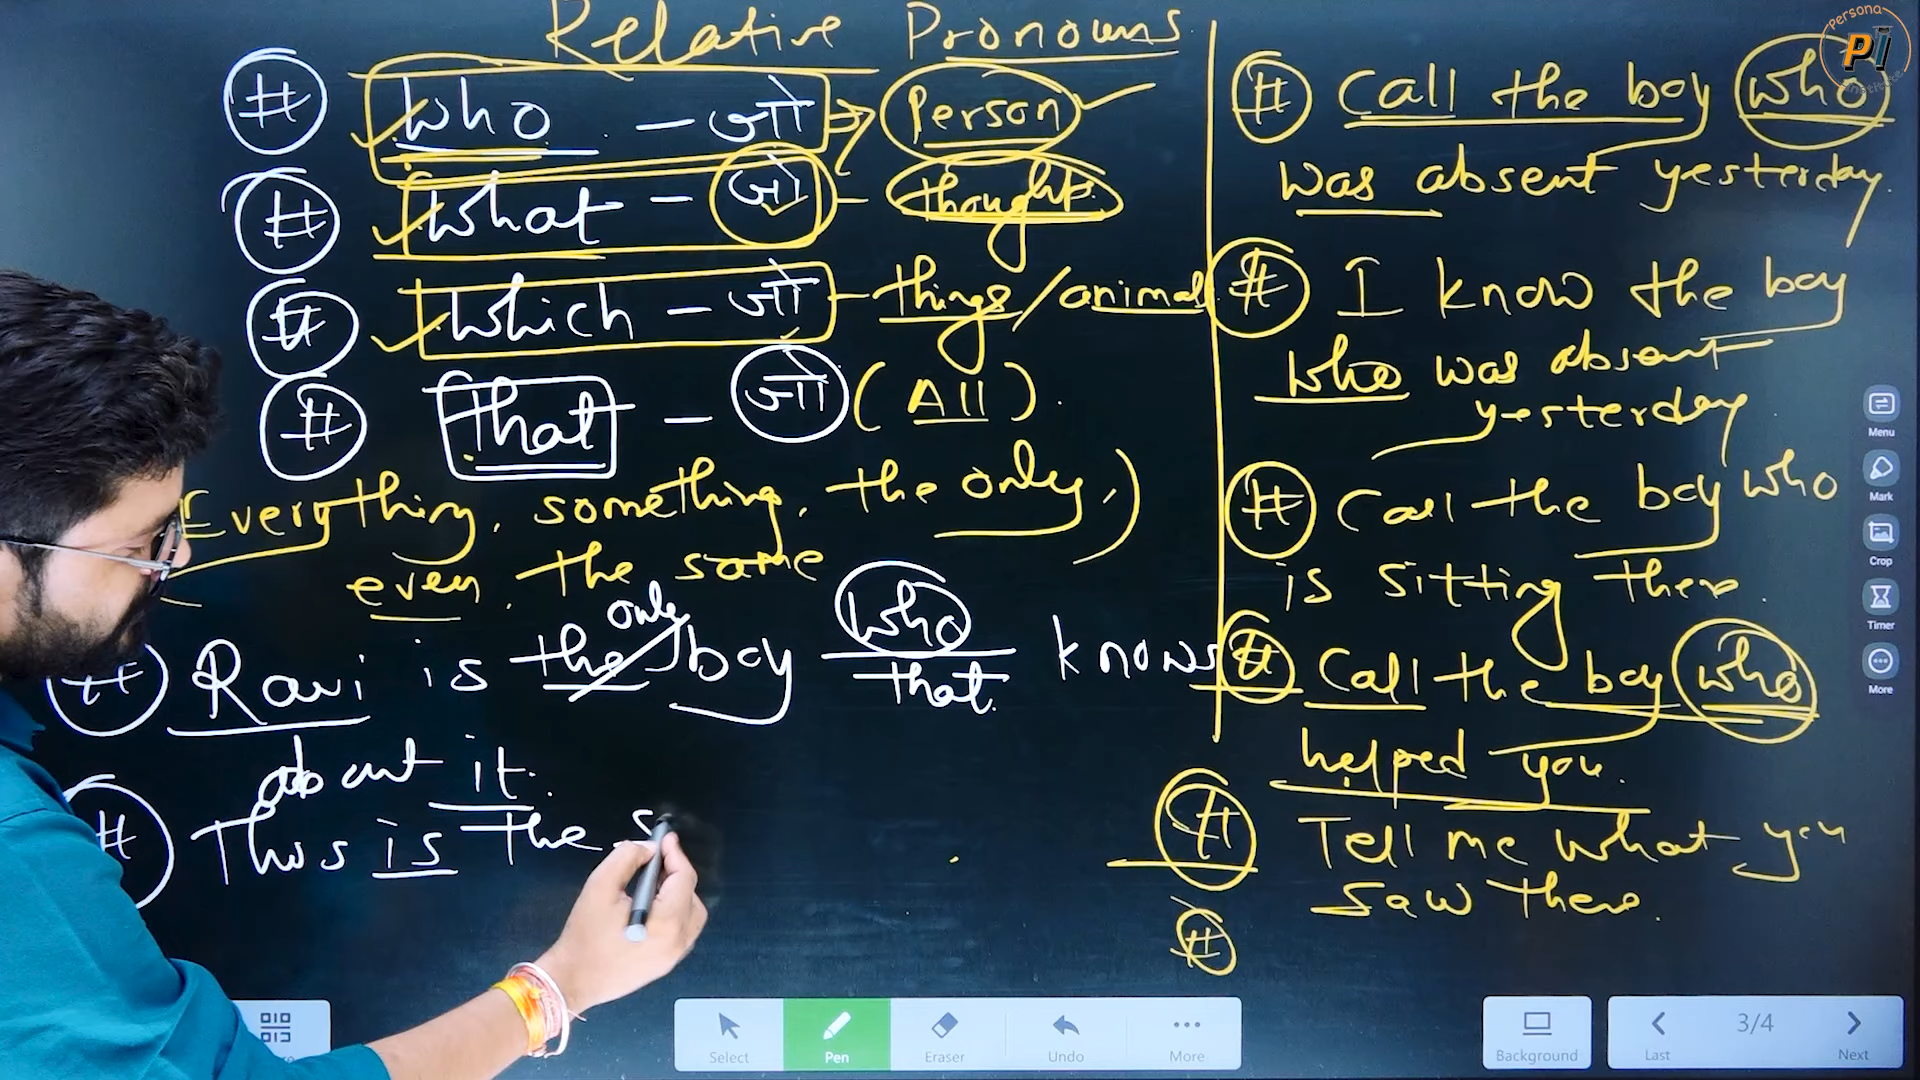 Relative Pronouns
# Who - जो => Person
# What - जो - thought
# Which - जो - things/animal
# That - जो (All).
Everything, something, the only,)
even, the same
only
# Ravi is the boy who knows
that
about it.
# This is the s
# Call the boy who
was absent yesterday.
# I know the boy
who was absent
yesterday.
# Call the boy who
is sitting there.
# Call the boy who
helped you.
# Tell me what you
saw there.
#
Persona
PI
Institute
Menu
Mark
Crop
Timer
More
Select
Pen
Eraser
Undo
More
Background
Last
3/4
Next